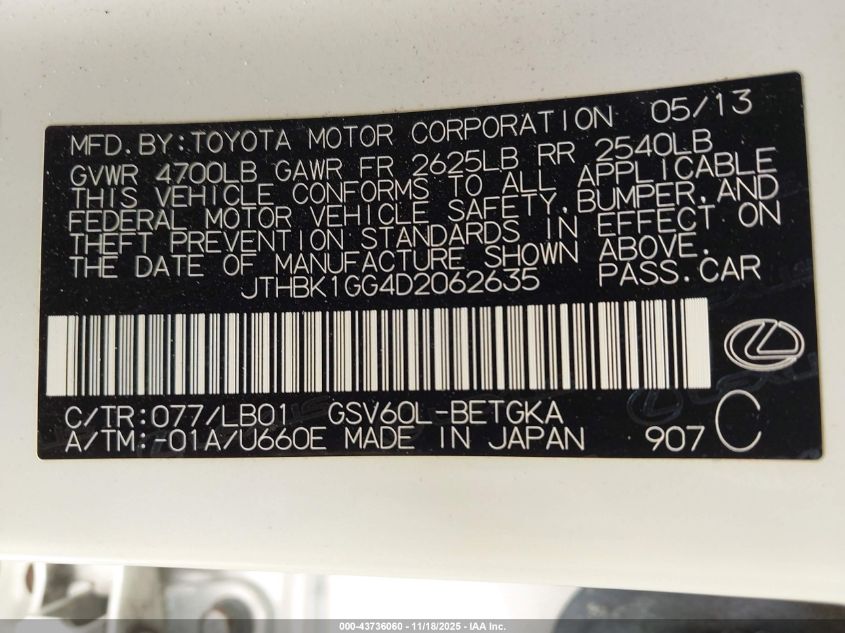 MFD.BY:TOYOTA MOTOR CORPORATION 05/13
GVWR 4700LB GAWR FR 2625LB RR 2540LB
THIS VEHICLE CONFORMS TO ALL APPLICABLE
FEDERAL MOTOR VEHICLE SAFETY,BUMPER,AND
THEFT PREVENTION STANDARDS IN EFFECT ON
THE DATE OF MANUFACTURE SHOWN ABOVE.
JTHBK1GG4D2062635 PASS.CAR
C/TR:077/LB01 GSV60L-BETGKA
A/TM:-01A/U660E MADE IN JAPAN 907 C
000-43736060 - 11/18/2025 - IAA Inc.